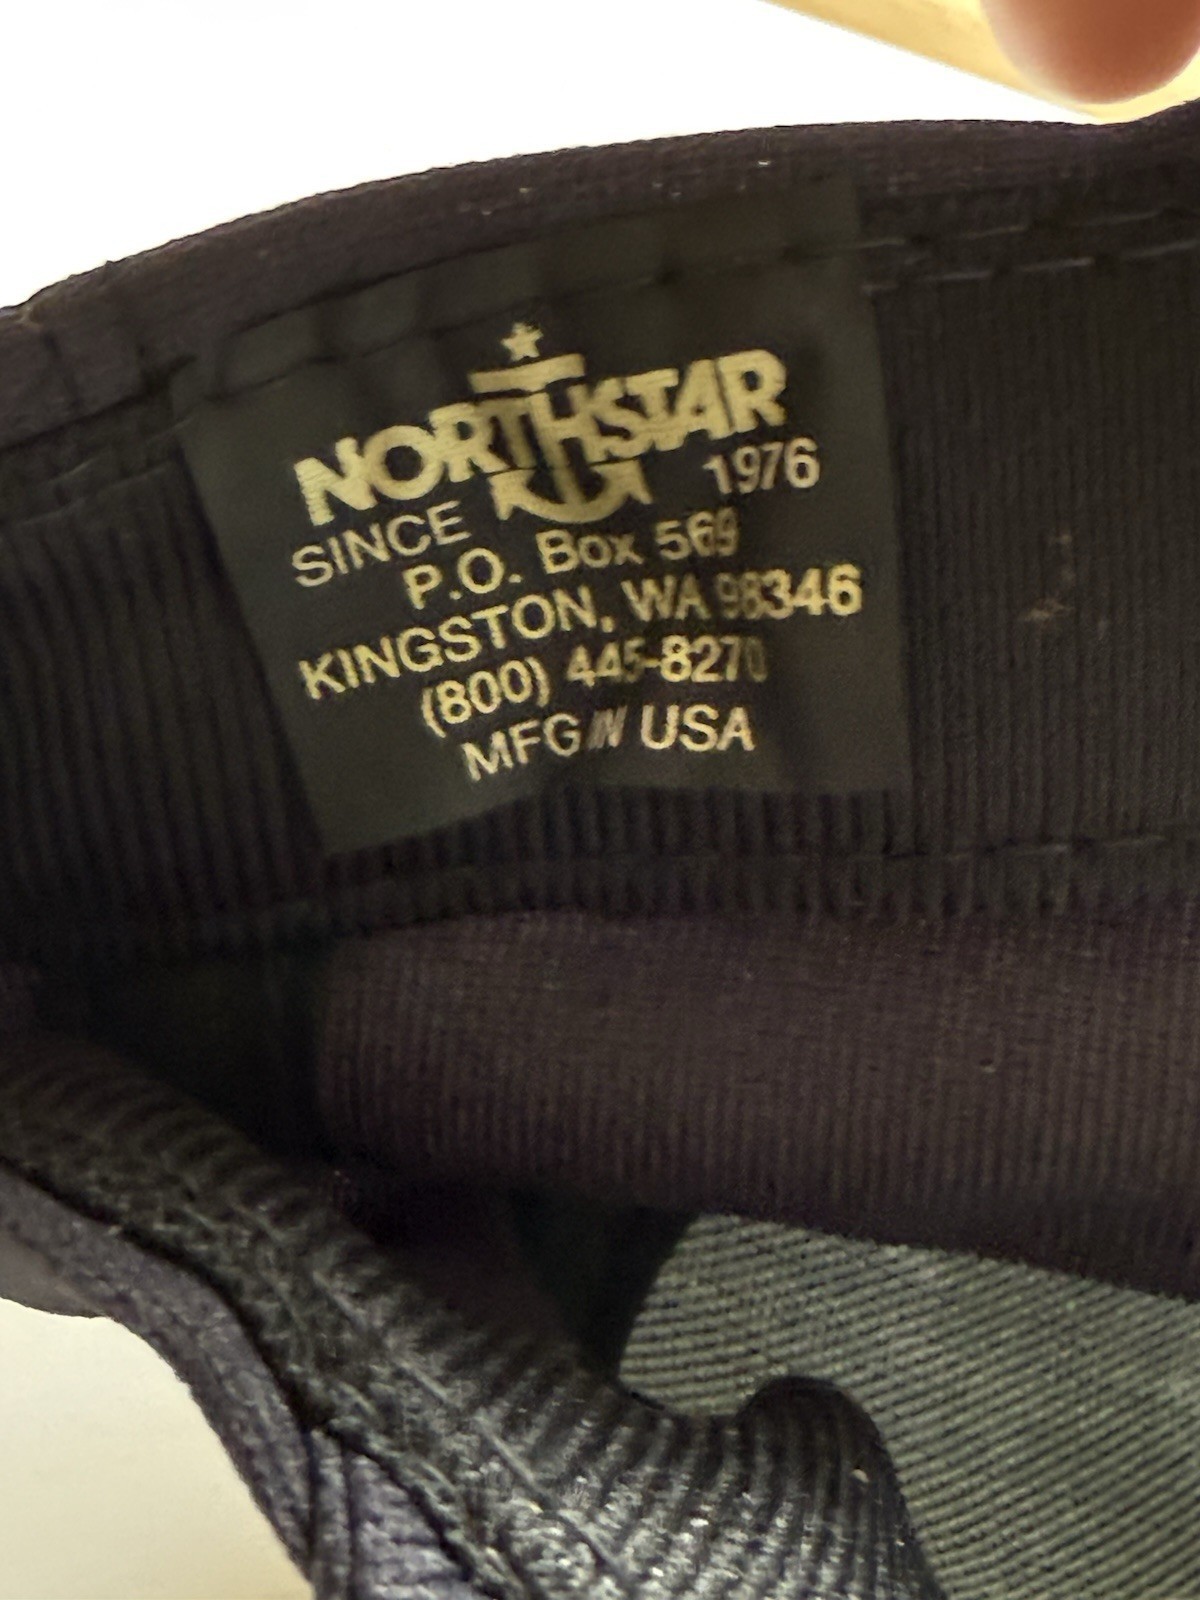 NORTHSTAR
SINCE 1976
P.O. Box 569
KINGSTON, WA 98346
(800) 445-8270
MFG IN USA